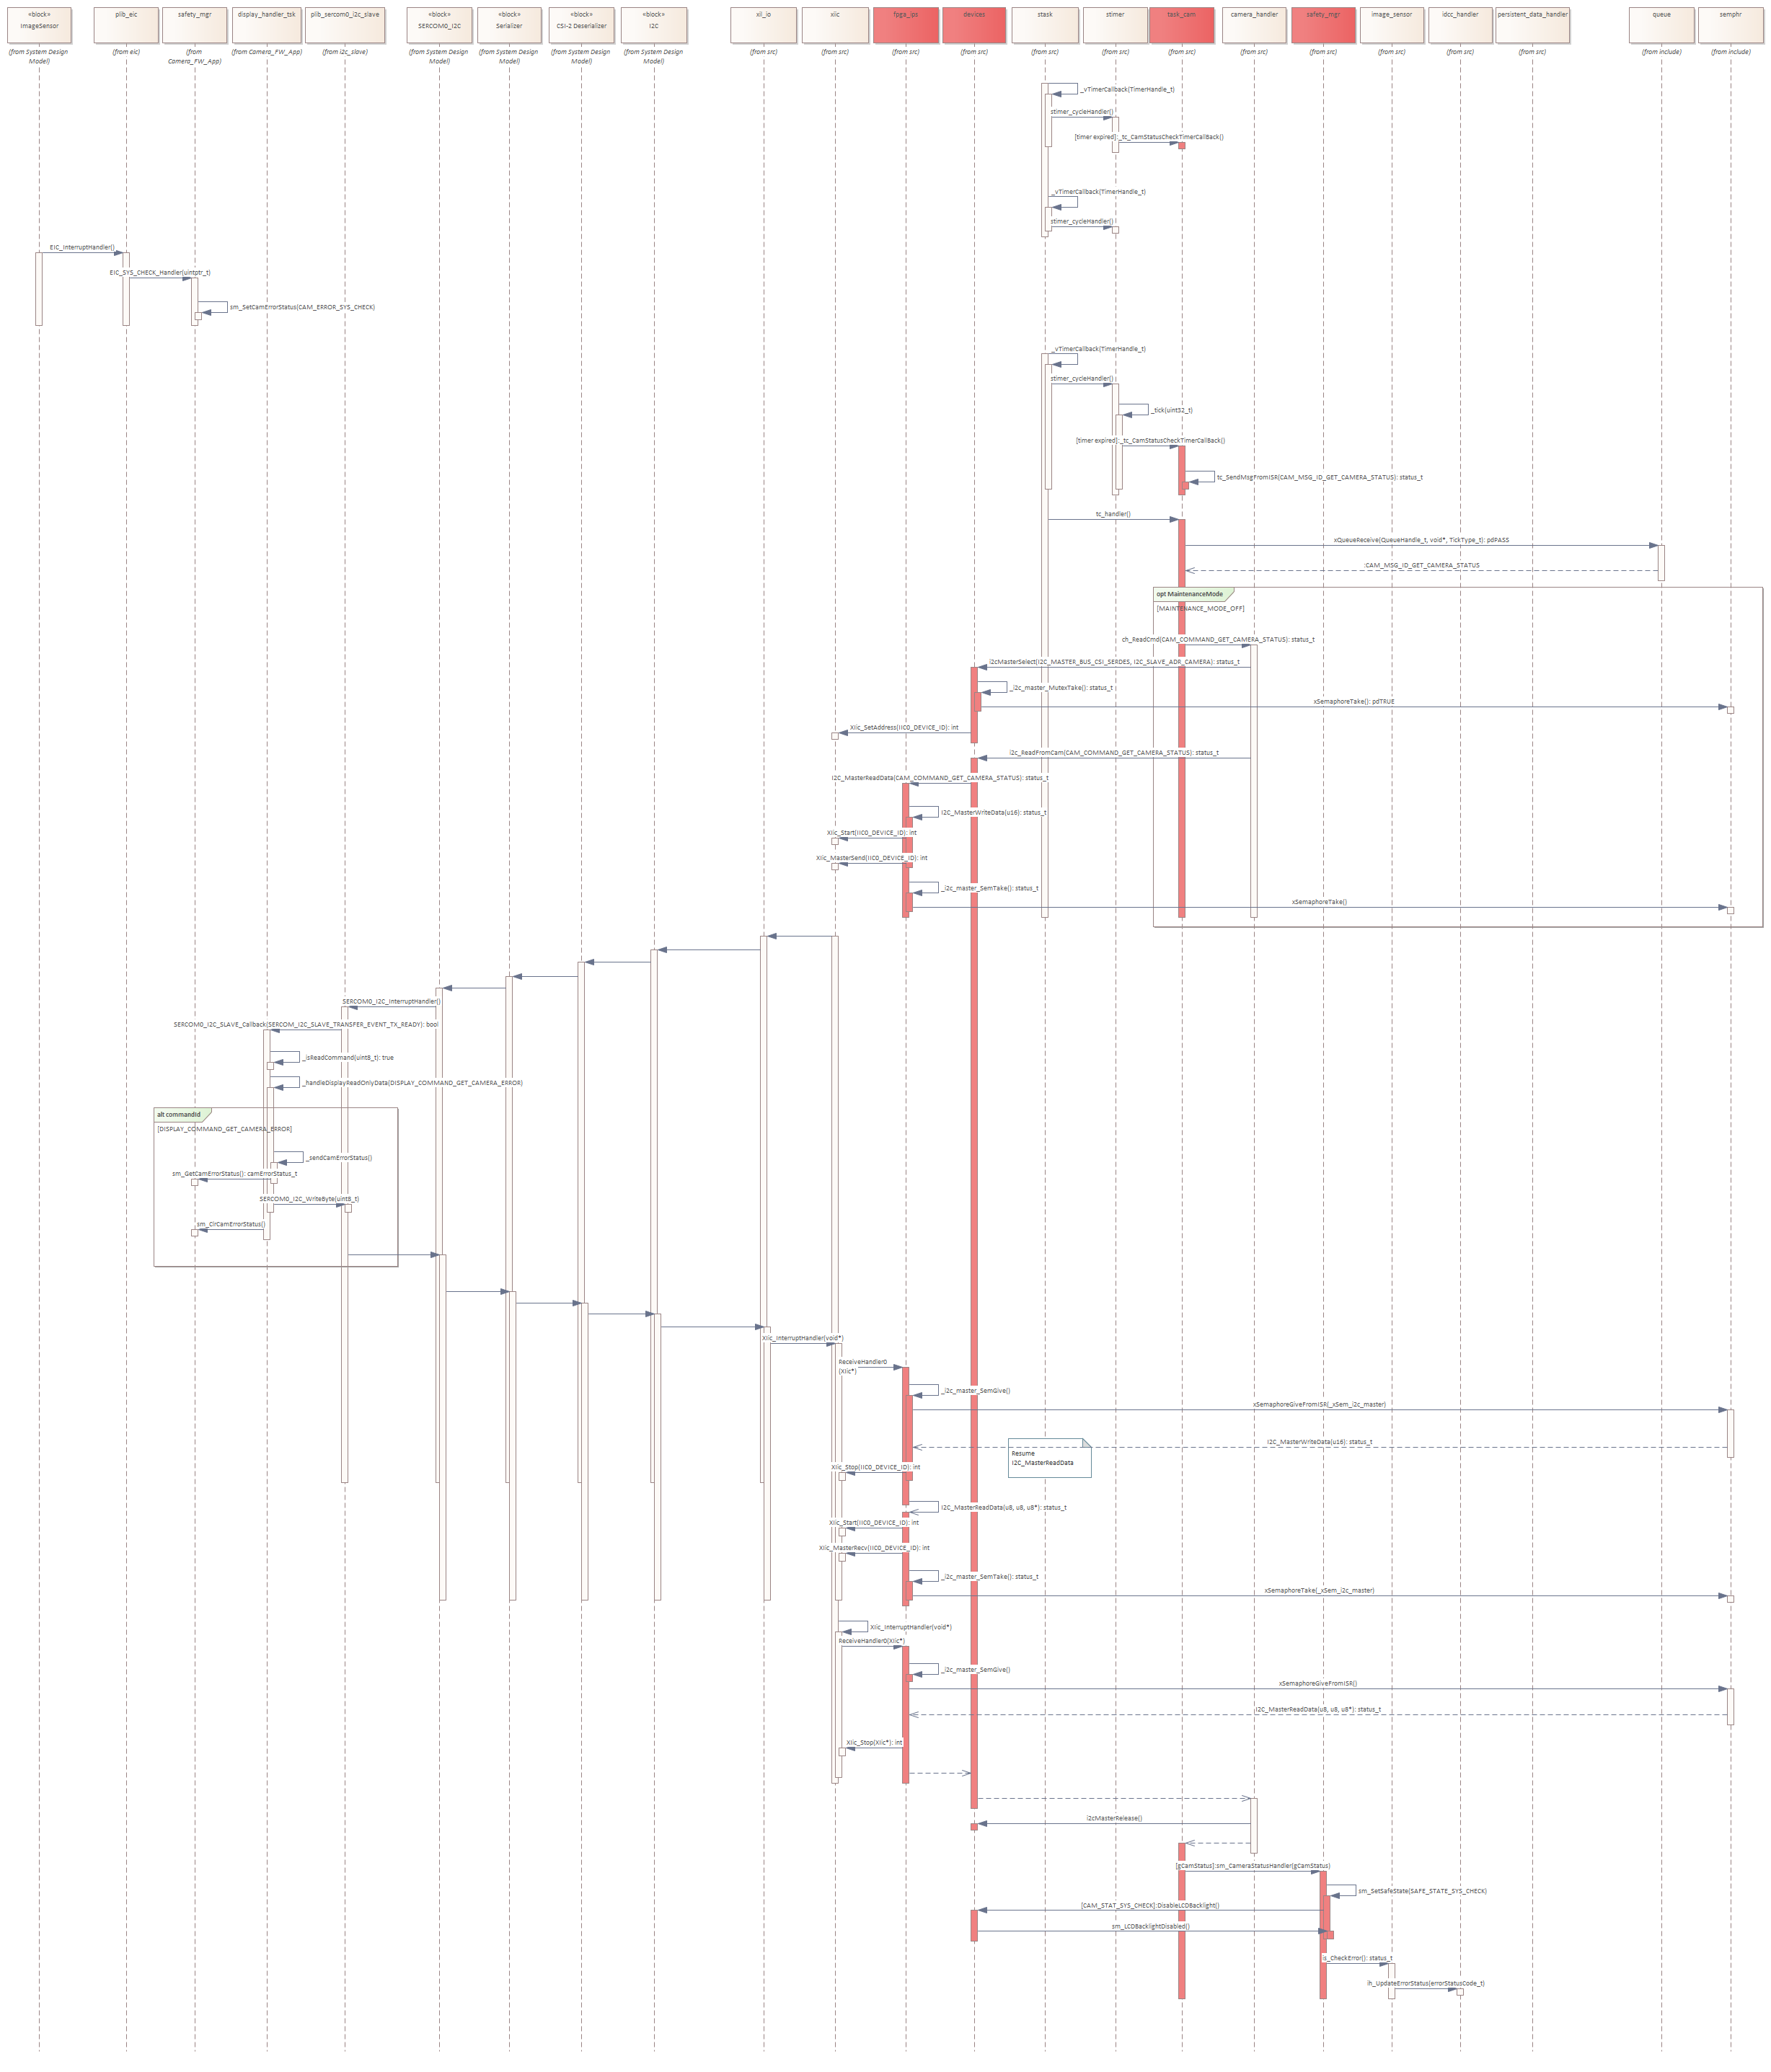 «block»
ImageSensor
(from System Design
Model)
plib_eic
(from eic)
safety_mgr
(from
Camera_FW_App)
display_handler_tsk
(from Camera_FW_App)
plib_sercom0_i2c_slave
(from i2c_slave)
«block»
SERCOM0_I2C
(from System Design
Model)
«block»
Serializer
(from System Design
Model)
«block»
CSI-2 Deserializer
(from System Design
Model)
«block»
I2C
(from System Design
Model)
xil_io
(from src)
xiic
(from src)
fpga_ips
(from src)
devices
(from src)
stask
(from src)
stimer
(from src)
task_cam
(from src)
camera_handler
(from src)
safety_mgr
(from src)
image_sensor
(from src)
idcc_handler
(from src)
persistent_data_handler
(from src)
queue
(from include)
semphr
(from include)
_vTimerCallback(TimerHandle_t)
stimer_cycleHandler()
[timer expired]:_tc_CamStatusCheckTimerCallBack()
_vTimerCallback(TimerHandle_t)
stimer_cycleHandler()
EIC_InterruptHandler()
EIC_SYS_CHECK_Handler(uintptr_t)
sm_SetCamErrorStatus(CAM_ERROR_SYS_CHECK)
_vTimerCallback(TimerHandle_t)
stimer_cycleHandler()
_tick(uint32_t)
[timer expired]:_tc_CamStatusCheckTimerCallBack()
tc_SendMsgFromISR(CAM_MSG_ID_GET_CAMERA_STATUS): status_t
tc_handler()
xQueueReceive(QueueHandle_t, void*, TickType_t): pdPASS
:CAM_MSG_ID_GET_CAMERA_STATUS
opt MaintenanceMode
[MAINTENANCE_MODE_OFF]
ch_ReadCmd(CAM_COMMAND_GET_CAMERA_STATUS): status_t
i2cMasterSelect(I2C_MASTER_BUS_CSI_SERDES, I2C_SLAVE_ADR_CAMERA): status_t
_i2c_master_MutexTake(): status_t
xSemaphoreTake(): pdTRUE
XIic_SetAddress(IIC0_DEVICE_ID): int
i2c_ReadFromCam(CAM_COMMAND_GET_CAMERA_STATUS): status_t
I2C_MasterReadData(CAM_COMMAND_GET_CAMERA_STATUS): status_t
I2C_MasterWriteData(u16): status_t
XIic_Start(IIC0_DEVICE_ID): int
XIic_MasterSend(IIC0_DEVICE_ID): int
_i2c_master_SemTake(): status_t
xSemaphoreTake()
SERCOM0_I2C_InterruptHandler()
SERCOM0_I2C_SLAVE_Callback(SERCOM_I2C_SLAVE_TRANSFER_EVENT_TX_READY): bool
_isReadCommand(uint8_t): true
_handleDisplayReadOnlyData(DISPLAY_COMMAND_GET_CAMERA_ERROR)
alt commandId
[DISPLAY_COMMAND_GET_CAMERA_ERROR]
_sendCamErrorStatus()
sm_GetCamErrorStatus(): camErrorStatus_t
SERCOM0_I2C_WriteByte(uint8_t)
sm_ClrCamErrorStatus()
XIic_InterruptHandler(void*)
ReceiveHandler0
(XIic*)
_i2c_master_SemGive()
xSemaphoreGiveFromISR(_xSem_i2c_master)
I2C_MasterWriteData(u16): status_t
Resume
I2C_MasterReadData
XIic_Stop(IIC0_DEVICE_ID): int
I2C_MasterReadData(u8, u8, u8*): status_t
XIic_Start(IIC0_DEVICE_ID): int
XIic_MasterRecv(IIC0_DEVICE_ID): int
_i2c_master_SemTake(): status_t
xSemaphoreTake(_xSem_i2c_master)
XIic_InterruptHandler(void*)
ReceiveHandler0(XIic*)
_i2c_master_SemGive()
xSemaphoreGiveFromISR()
I2C_MasterReadData(u8, u8, u8*): status_t
XIic_Stop(XIic*): int
i2cMasterRelease()
[gCamStatus]:sm_CameraStatusHandler(gCamStatus)
sm_SetSafeState(SAFE_STATE_SYS_CHECK)
[CAM_STAT_SYS_CHECK]:DisableLCDBacklight()
sm_LCDBacklightDisabled()
is_CheckError(): status_t
ih_UpdateErrorStatus(errorStatusCode_t)